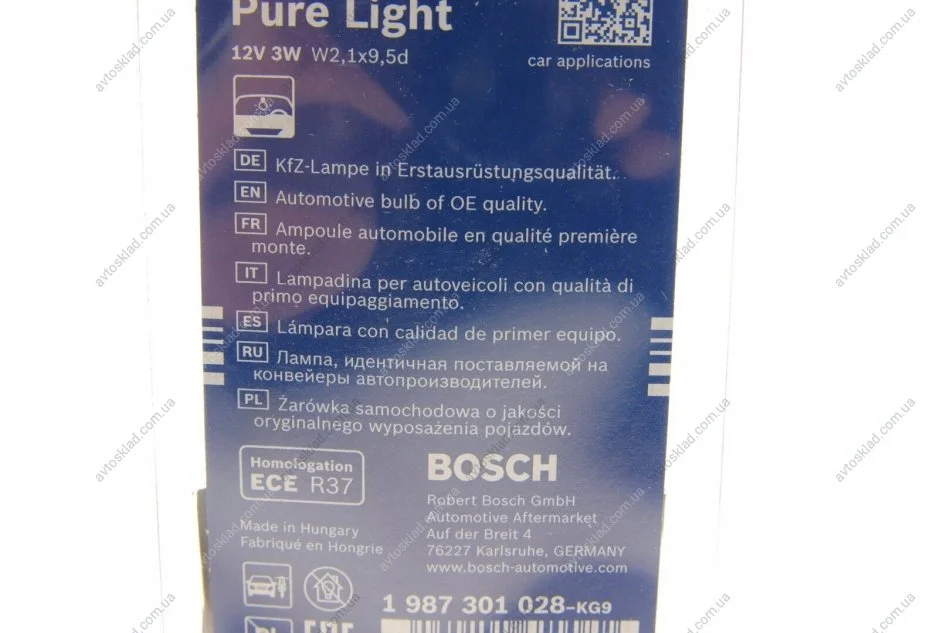 Pure Light
12V 3W W2,1x9,5d
car applications
DE KfZ-Lampe in Erstausrüstungsqualität.
EN Automotive bulb of OE quality.
FR Ampoule automobile en qualité première
monte.
IT Lampadina per autoveicoli con qualità di
primo equipaggiamento.
ES Lámpara con calidad de primer equipo.
RU Лампа, идентичная поставляемой на
конвейеры автопроизводителей.
PL Żarówka samochodowa o jakości
oryginalnego wyposażenia pojazdów.
Homologation
ECE R37
BOSCH
Robert Bosch GmbH
Automotive Aftermarket
Auf der Breit 4
76227 Karlsruhe, GERMANY
www.bosch-automotive.com
Made in Hungary
Fabriqué en Hongrie
1 987 301 028-KG9
avtosklad.com.ua